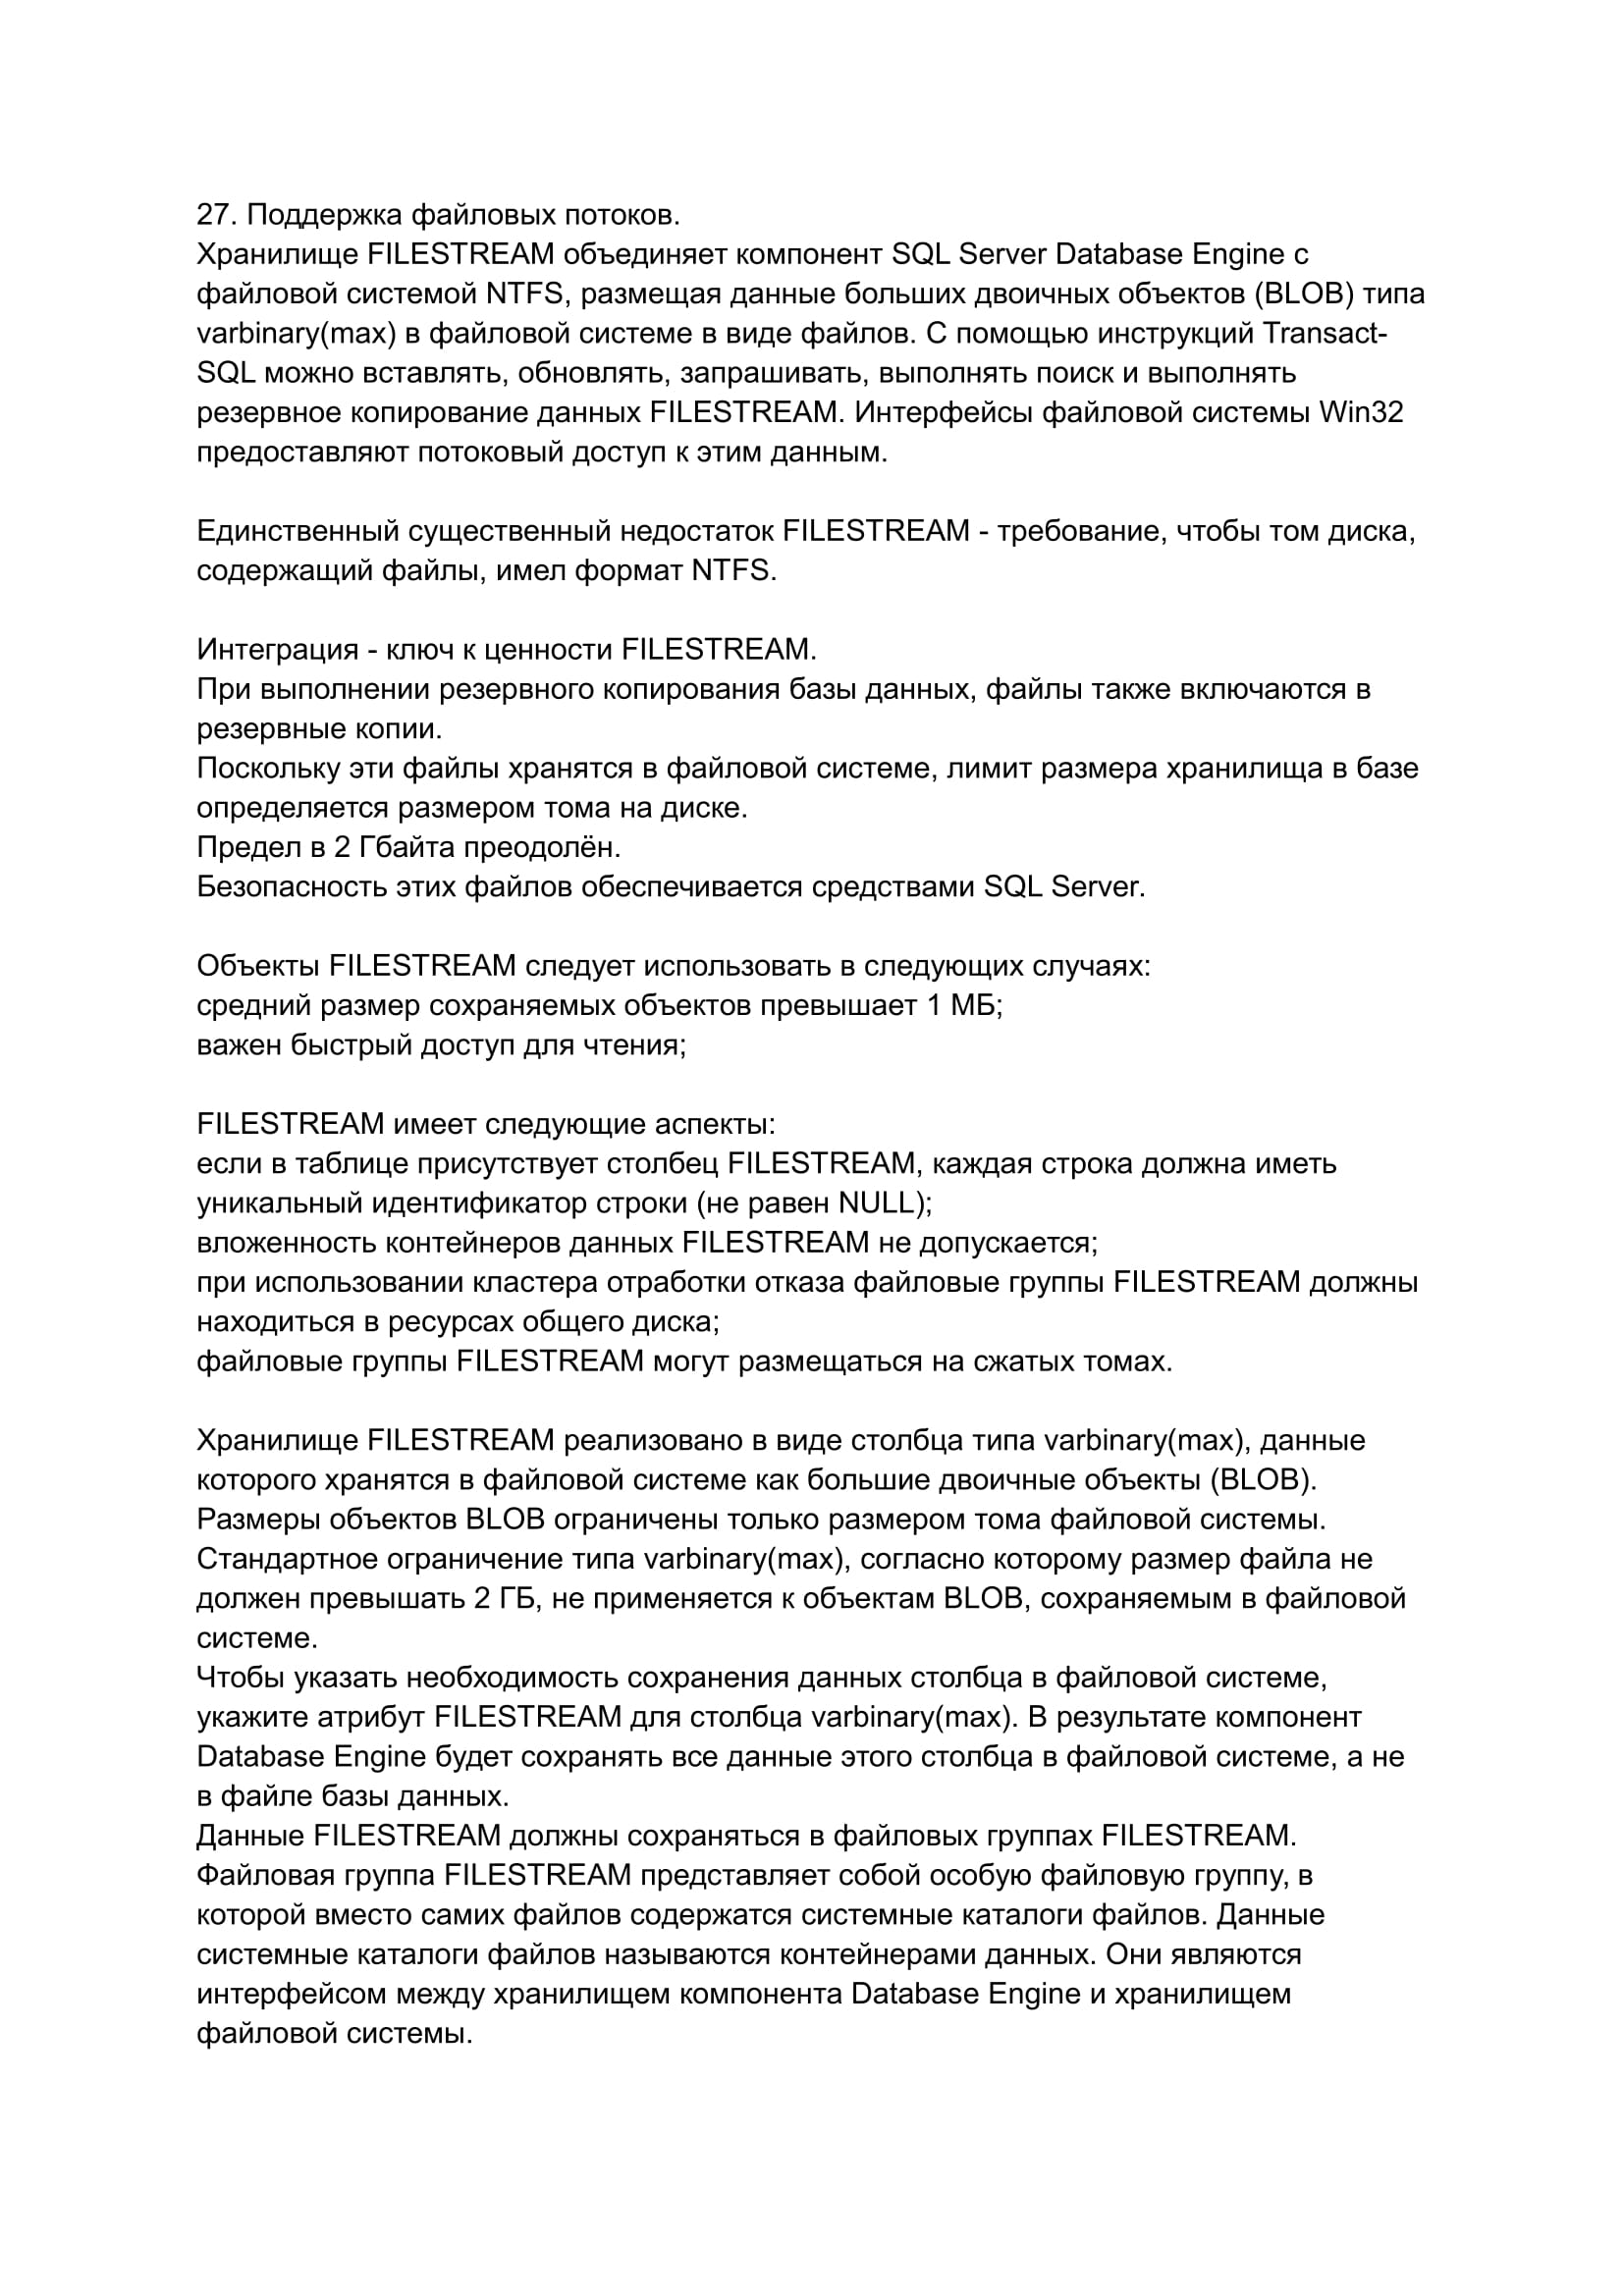 27. Поддержка файловых потоков.
Хранилище FILESTREAM объединяет компонент SQL Server Database Engine с
файловой системой NTFS, размещая данные больших двоичных объектов (BLOB) типа
varbinary(max) в файловой системе в виде файлов. С помощью инструкций Transact-
SQL можно вставлять, обновлять, запрашивать, выполнять поиск и выполнять
резервное копирование данных FILESTREAM. Интерфейсы файловой системы Win32
предоставляют потоковый доступ к этим данным.
Единственный существенный недостаток FILESTREAM - требование, чтобы том диска,
содержащий файлы, имел формат NTFS.
Интеграция - ключ к ценности FILESTREAM.
При выполнении резервного копирования базы данных, файлы также включаются в
резервные копии.
Поскольку эти файлы хранятся в файловой системе, лимит размера хранилища в базе
определяется размером тома на диске.
Предел в 2 Гбайта преодолён.
Безопасность этих файлов обеспечивается средствами SQL Server.
Объекты FILESTREAM следует использовать в следующих случаях:
средний размер сохраняемых объектов превышает 1 МБ;
важен быстрый доступ для чтения;
FILESTREAM имеет следующие аспекты:
если в таблице присутствует столбец FILESTREAM, каждая строка должна иметь
уникальный идентификатор строки (не равен NULL);
вложенность контейнеров данных FILESTREAM не допускается;
при использовании кластера отработки отказа файловые группы FILESTREAM должны
находиться в ресурсах общего диска;
файловые группы FILESTREAM могут размещаться на сжатых томах.
Хранилище FILESTREAM реализовано в виде столбца типа varbinary(max), данные
которого хранятся в файловой системе как большие двоичные объекты (BLOB).
Размеры объектов BLOB ограничены только размером тома файловой системы.
Стандартное ограничение типа varbinary(max), согласно которому размер файла не
должен превышать 2 ГБ, не применяется к объектам BLOB, сохраняемым в файловой
системе.
Чтобы указать необходимость сохранения данных столбца в файловой системе,
укажите атрибут FILESTREAM для столбца varbinary(max). В результате компонент
Database Engine будет сохранять все данные этого столбца в файловой системе, а не
в файле базы данных.
Данные FILESTREAM должны сохраняться в файловых группах FILESTREAM.
Файловая группа FILESTREAM представляет собой особую файловую группу, в
которой вместо самих файлов содержатся системные каталоги файлов. Данные
системные каталоги файлов называются контейнерами данных. Они являются
интерфейсом между хранилищем компонента Database Engine и хранилищем
файловой системы.